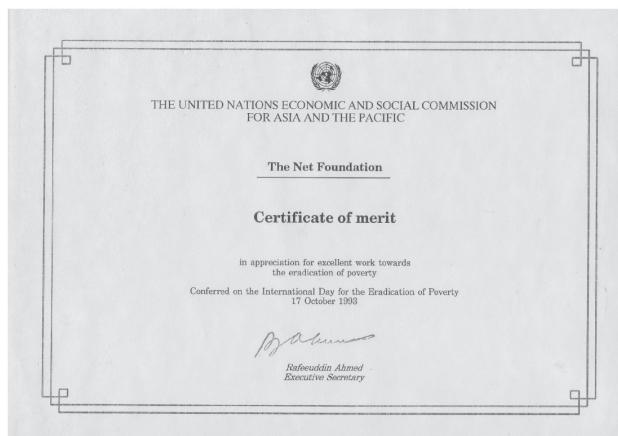 THE UNITED NATIONS ECONOMIC AND SOCIAL COMMISSION
FOR ASIA AND THE PACIFIC
The Net Foundation
Certificate of merit
in appreciation for excellent work towards
the eradication of poverty
Conferred on the International Day for the Eradication of Poverty
17 October 1993
Rafeeuddin Ahmed
Executive Secretary